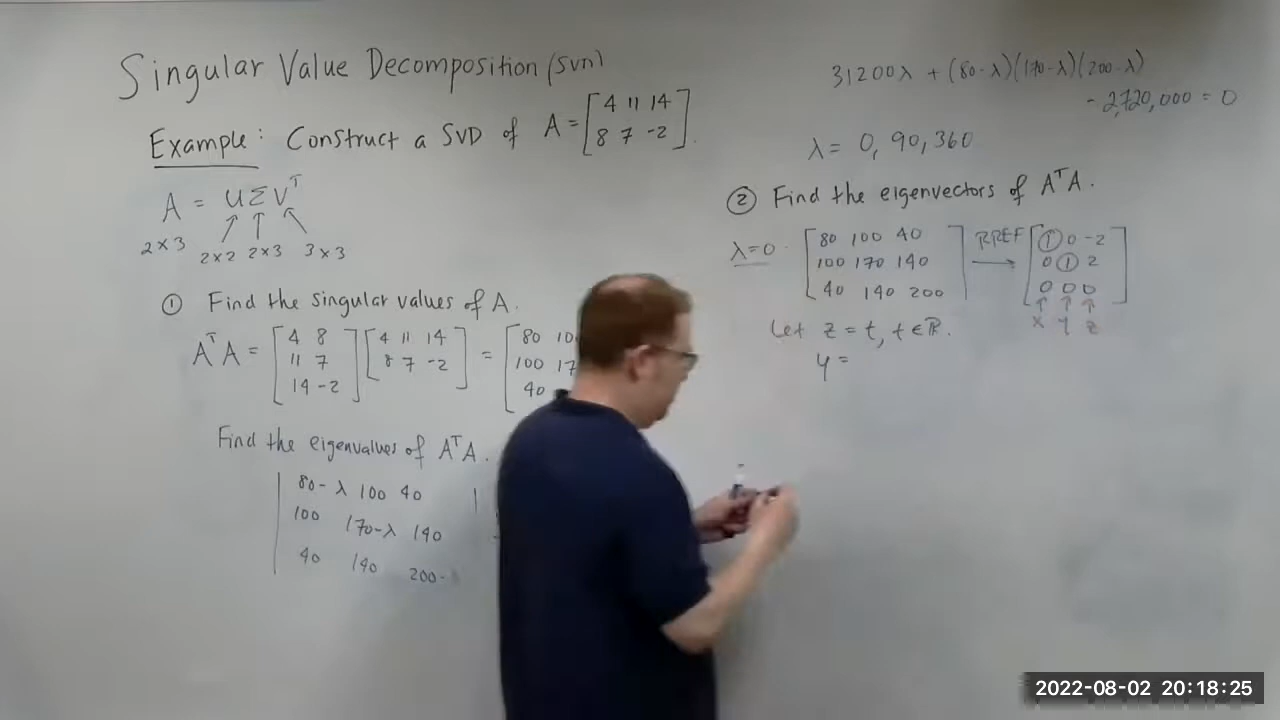 Singular Value Decomposition (SVD)
Example: Construct a SVD of A = [4 11 14
8 7 -2].
A = UΣVᵀ
2×3 2×2 2×3 3×3
① Find the singular values of A.
AᵀA = [4 8
11 7
14 -2] [4 11 14
8 7 -2] = [80 10
100 17
40
Find the eigenvalues of AᵀA.
| 80-λ 100 40 |
100 170-λ 140
40 140 200-
31200λ + (80-λ)(170-λ)(200-λ)
- 2,720,000 = 0
λ = 0, 90, 360
② Find the eigenvectors of AᵀA.
λ=0 [80 100 40
100 170 140
40 140 200] RREF → [1 0 -2
0 1 2
0 0 0]
x y z
Let z = t, t ∈ ℝ.
y =
2022-08-02 20:18:25